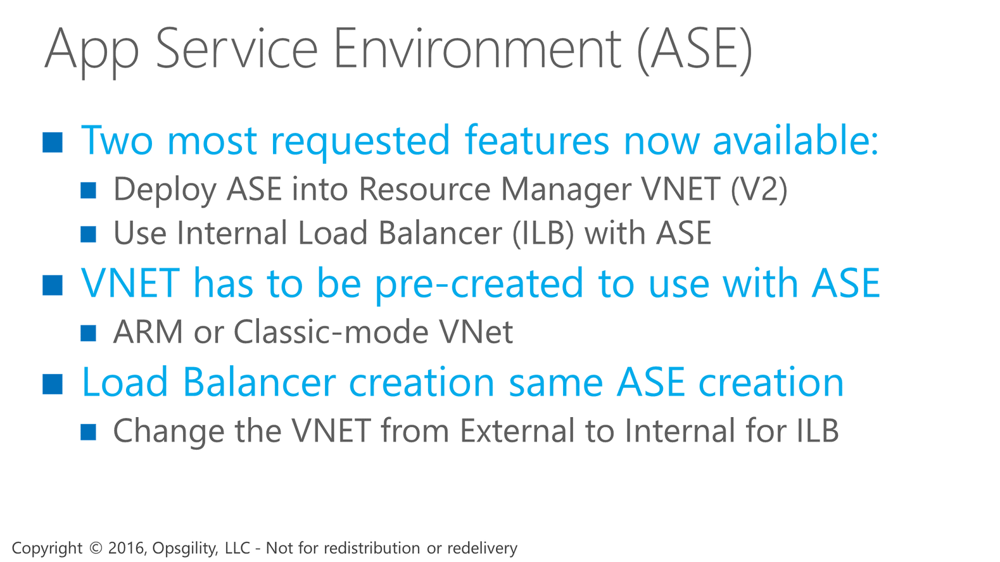 App Service Environment (ASE)
Two most requested features now available:
Deploy ASE into Resource Manager VNET (V2)
Use Internal Load Balancer (ILB) with ASE
VNET has to be pre-created to use with ASE
ARM or Classic-mode VNet
Load Balancer creation same ASE creation
Change the VNET from External to Internal for ILB
Copyright © 2016, Opsgility, LLC - Not for redistribution or redelivery